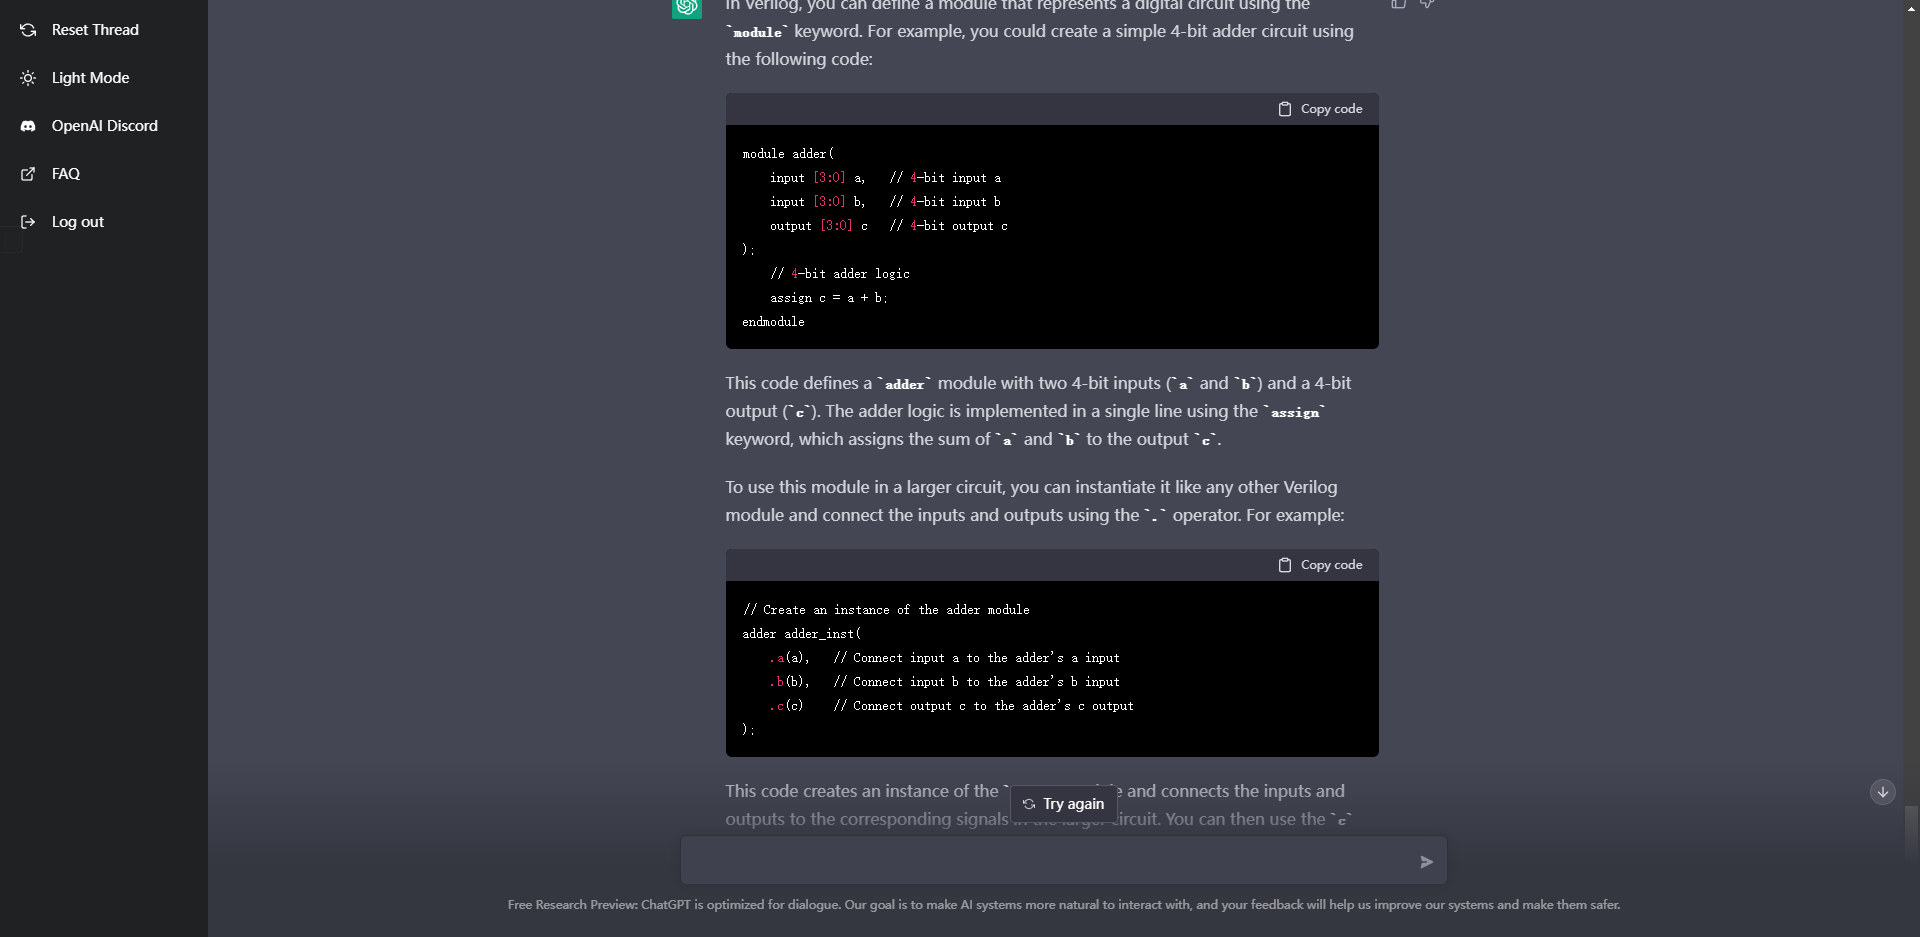 Reset Thread
Light Mode
OpenAI Discord
FAQ
Log out
In Verilog, you can define a module that represents a digital circuit using the
`module` keyword. For example, you could create a simple 4-bit adder circuit using
the following code:
Copy code
module adder(
    input [3:0] a,   // 4-bit input a
    input [3:0] b,   // 4-bit input b
    output [3:0] c   // 4-bit output c
);
    // 4-bit adder logic
    assign c = a + b;
endmodule
This code defines a `adder` module with two 4-bit inputs (`a` and `b`) and a 4-bit
output (`c`). The adder logic is implemented in a single line using the `assign`
keyword, which assigns the sum of `a` and `b` to the output `c`.
To use this module in a larger circuit, you can instantiate it like any other Verilog
module and connect the inputs and outputs using the `.` operator. For example:
Copy code
// Create an instance of the adder module
adder adder_inst(
    .a(a),   // Connect input a to the adder's a input
    .b(b),   // Connect input b to the adder's b input
    .c(c)    // Connect output c to the adder's c output
);
This code creates an instance of the and connects the inputs and
Try again
outputs to the corresponding signals in the larger circuit. You can then use the `c`
Free Research Preview: ChatGPT is optimized for dialogue. Our goal is to make AI systems more natural to interact with, and your feedback will help us improve our systems and make them safer.